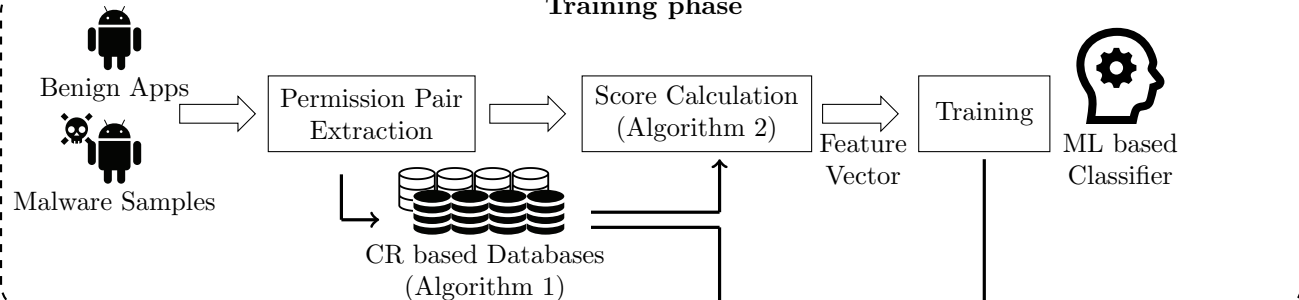 Training phase
Benign Apps
Malware Samples
Permission Pair
Extraction
CR based Databases
(Algorithm 1)
Score Calculation
(Algorithm 2)
Feature
Vector
Training
ML based
Classifier